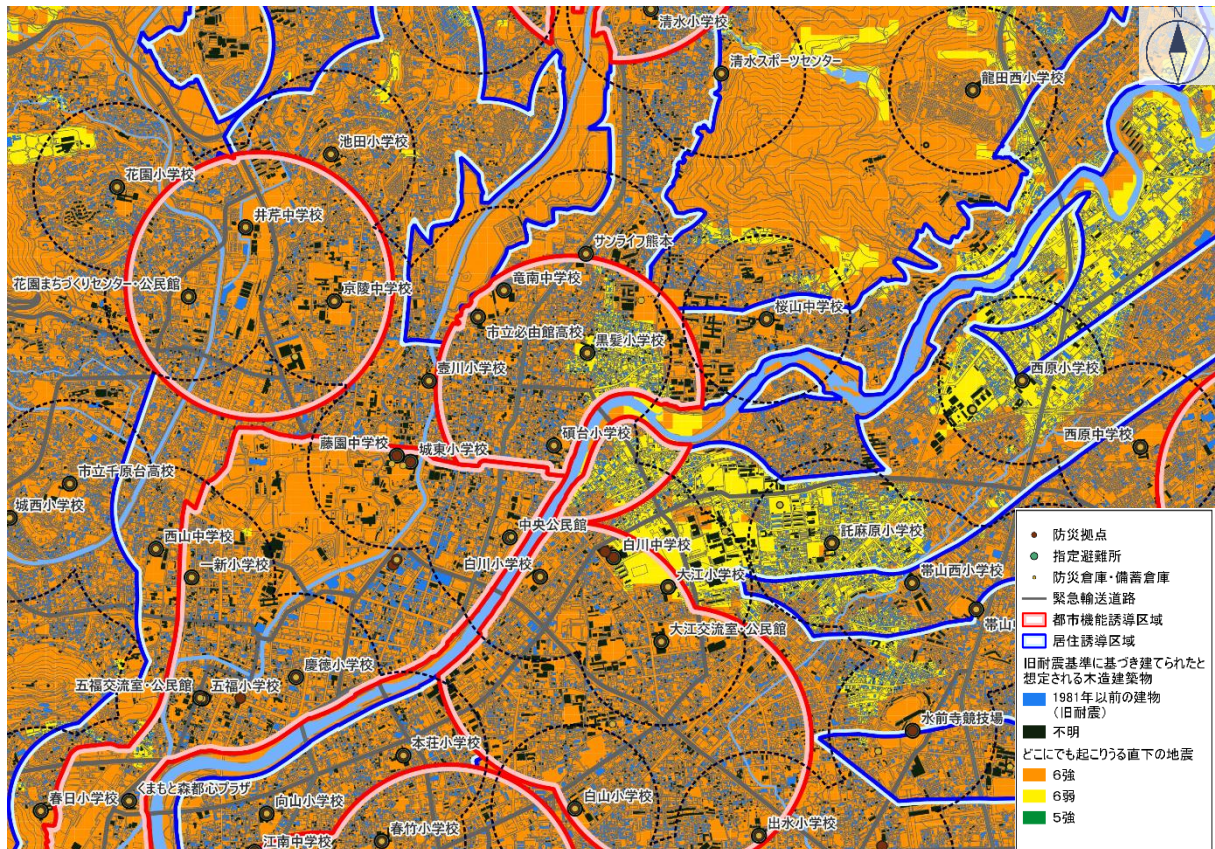 清水小学校
N
清水スポーツセンター
龍田西小学校
池田小学校
花園小学校
井芹中学校
サンライフ熊本
花園まちづくりセンター・公民館
京陵中学校
竜南中学校
桜山中学校
市立必由館高校
黒髪小学校
壺川小学校
西原小学校
藤園中学校
城東小学校
碩台小学校
西原中学校
市立千原台高校
城西小学校
中央公民館
西山中学校
白川中学校
託麻原小学校
一新小学校
白川小学校
大江小学校
帯山西小学校
帯山
大江交流室・公民館
慶徳小学校
五福交流室・公民館
五福小学校
水前寺競技場
本荘小学校
春日小学校
くまもと森都心プラザ
向山小学校
白山小学校
江南中学校
春竹小学校
出水小学校
防災拠点
指定避難所
防災倉庫・備蓄倉庫
緊急輸送道路
都市機能誘導区域
居住誘導区域
旧耐震基準に基づき建てられたと
想定される木造建築物
1981年以前の建物
(旧耐震)
不明
どこにでも起こりうる直下の地震
6強
6弱
5強